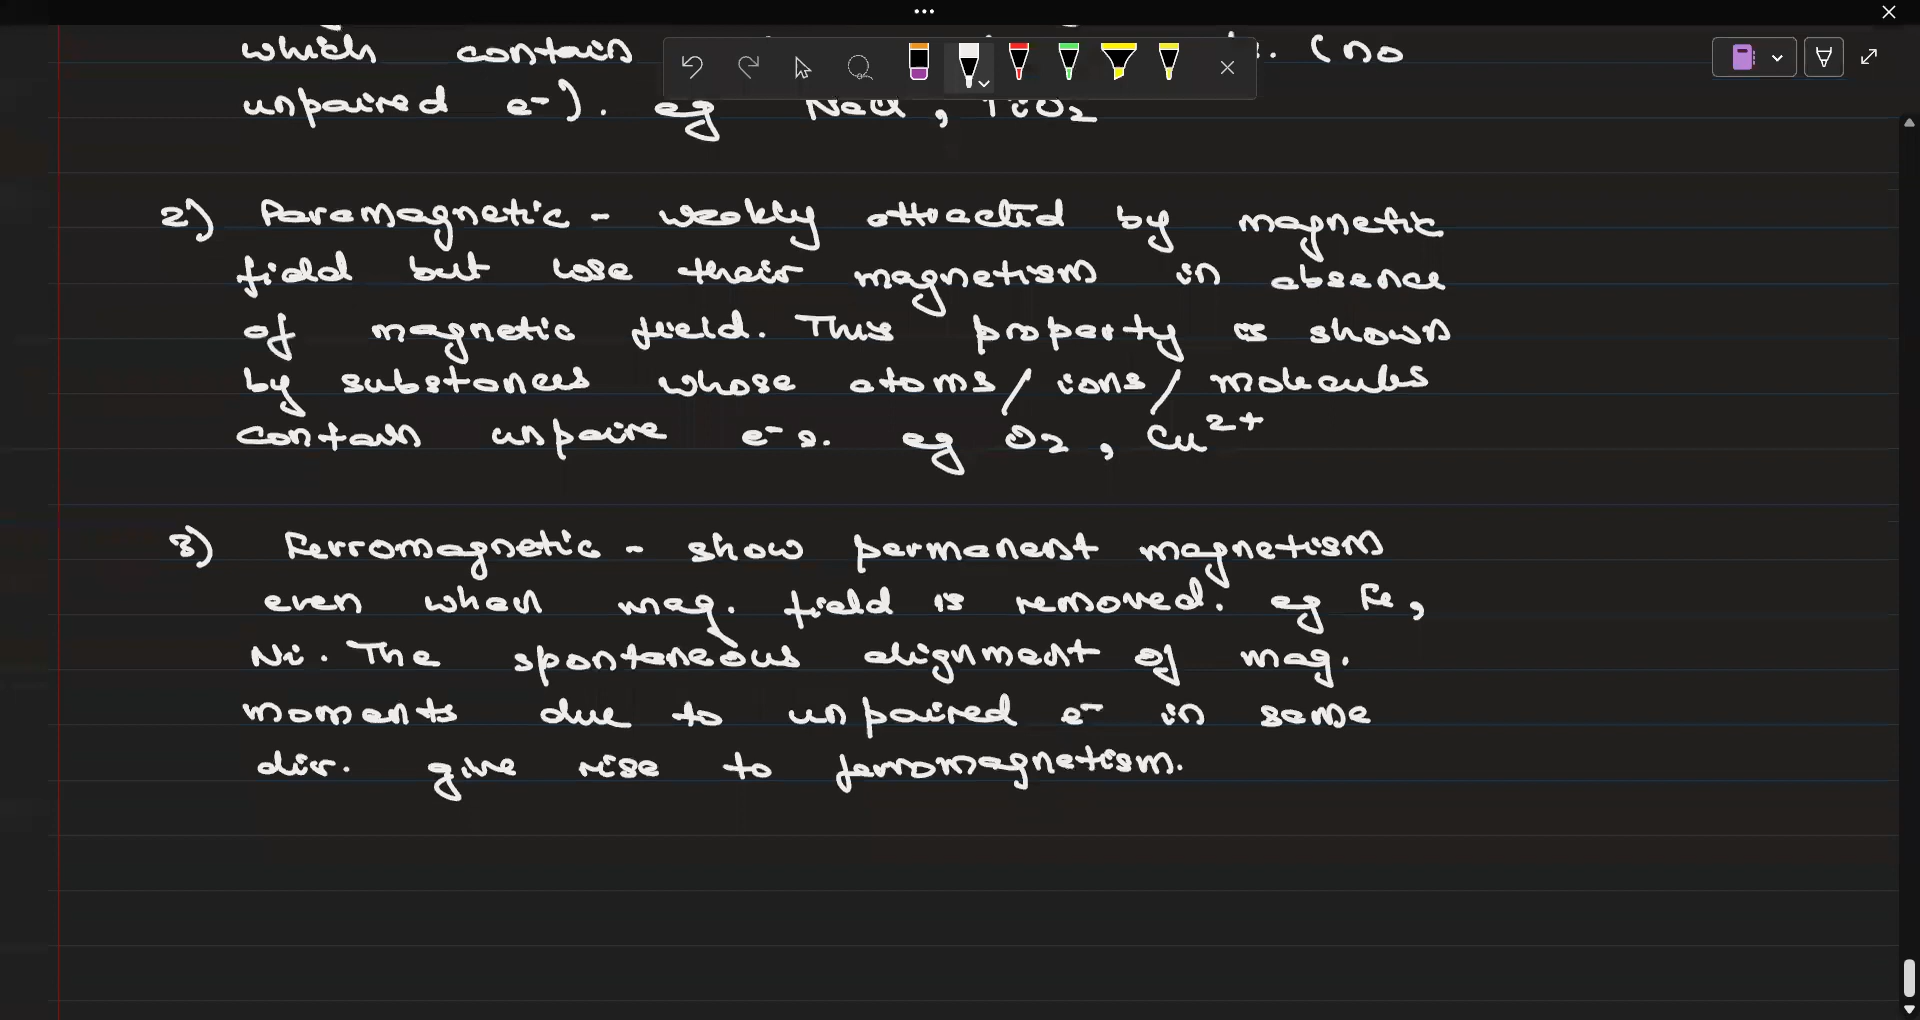 which contain (no
unpaired e-). eg NaCl, TiO2
2) Paramagnetic - weakly attracted by magnetic
field but lose their magnetism in absence
of magnetic field. This property is shown
by substances whose atoms/ ions/ molecules
contain unpaire e- s. eg O2, Cu2+
3) Ferromagnetic - show permanent magnetism
even when mag. field is removed. eg Fe,
Ni. The spontaneous alignment of mag.
moments due to unpaired e- in same
dir. give rise to ferromagnetism.